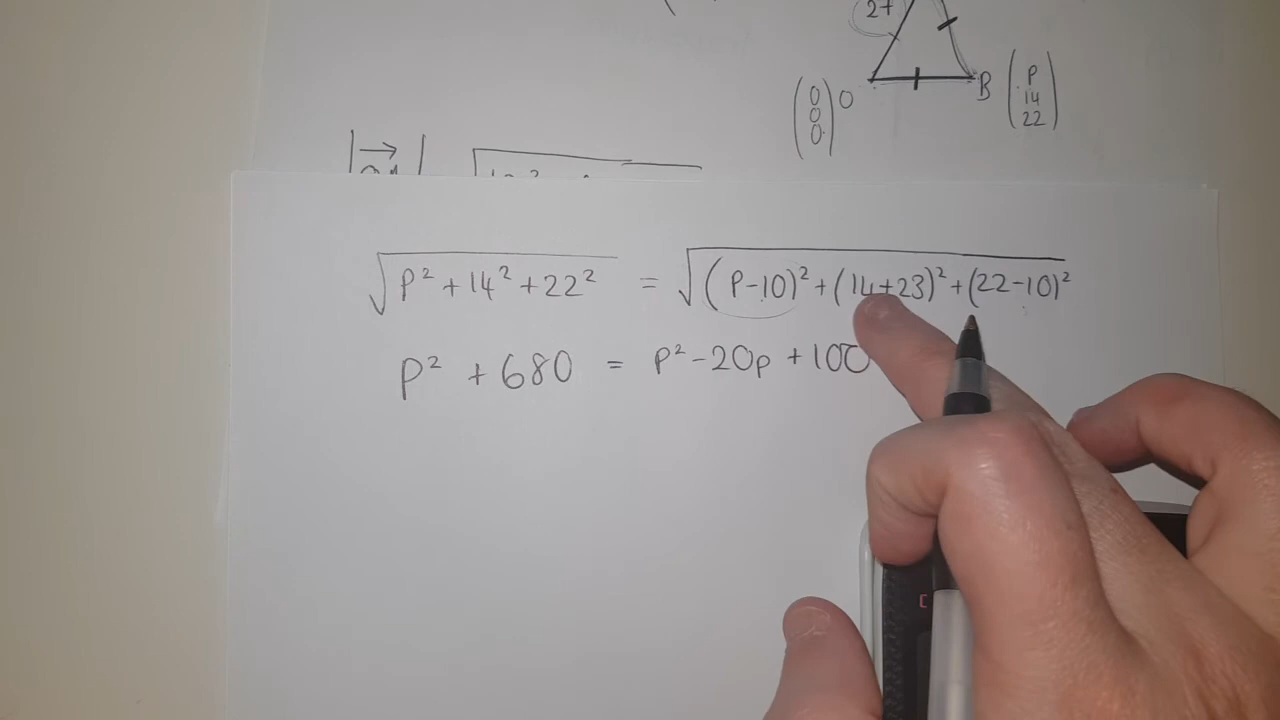 2+
0 0 0 O
B P 14 22
√P² + 14² + 22² = √(P-10)² + (14+23)² + (22-10)²
P² + 680 = P² - 20p + 100